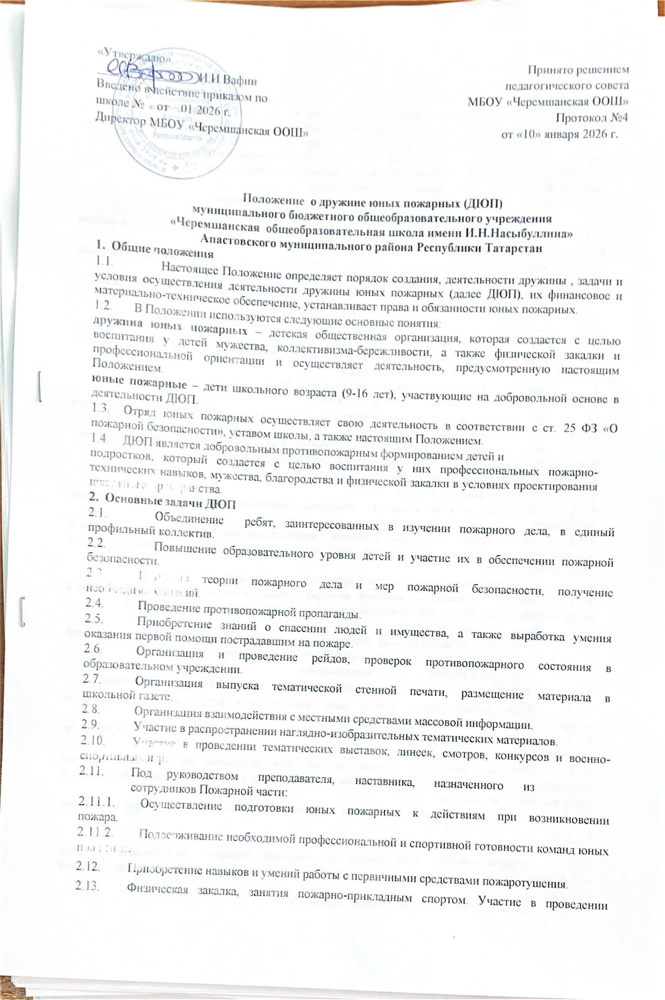 «Утверждаю»
И.И.Вафин
Введено в действие приказом по
школе № от .01.2026 г.
Директор МБОУ «Черемшанская ООШ»
Республики Татарстан
Принято решением
педагогического совета
МБОУ «Черемшанская ООШ»
Протокол №4
от «10» января 2026 г.
Положение о дружине юных пожарных (ДЮП)
муниципального бюджетного общеобразовательного учреждения
«Черемшанская общеобразовательная школа имени И.Н.Насыбуллина»
Апастовского муниципального района Республики Татарстан
1. Общие положения
1.1. Настоящее Положение определяет порядок создания, деятельности дружины , задачи и
условия осуществления деятельности дружины юных пожарных (далее ДЮП), их финансовое и
материально-техническое обеспечение, устанавливает права и обязанности юных пожарных.
1.2. В Положении используются следующие основные понятия:
дружина юных пожарных – детская общественная организация, которая создается с целью
воспитания у детей мужества, коллективизма-бережливости, а также физической закалки и
профессиональной ориентации и осуществляет деятельность, предусмотренную настоящим
Положением.
юные пожарные – дети школьного возраста (9-16 лет), участвующие на добровольной основе в
деятельности ДЮП.
1.3. Отряд юных пожарных осуществляет свою деятельность в соответствии с ст. 25 ФЗ «О
пожарной безопасности», уставом школы, а также настоящим Положением.
1.4. ДЮП является добровольным противопожарным формированием детей и
подростков, который создается с целью воспитания у них профессиональных пожарно-
технических навыков, мужества, благородства и физической закалки в условиях проектирования
школьного пространства.
2. Основные задачи ДЮП
2.1. Объединение ребят, заинтересованных в изучении пожарного дела, в единый
профильный коллектив.
2.2. Повышение образовательного уровня детей и участие их в обеспечении пожарной
безопасности.
2.3. Изучение теории пожарного дела и мер пожарной безопасности, получение
необходимых знаний.
2.4. Проведение противопожарной пропаганды.
2.5. Приобретение знаний о спасении людей и имущества, а также выработка умения
оказания первой помощи пострадавшим на пожаре.
2.6. Организация и проведение рейдов, проверок противопожарного состояния в
образовательном учреждении.
2.7. Организация выпуска тематической стенной печати, размещение материала в
школьной газете.
2.8. Организация взаимодействия с местными средствами массовой информации.
2.9. Участие в распространении наглядно-изобразительных тематических материалов.
2.10. Участие в проведении тематических выставок, линеек, смотров, конкурсов и военно-
спортивных игр.
2.11. Под руководством преподавателя, наставника, назначенного из
сотрудников Пожарной части:
2.11.1. Осуществление подготовки юных пожарных к действиям при возникновении
пожара.
2.11.2. Поддерживание необходимой профессиональной и спортивной готовности команд юных
2.12. Приобретение навыков и умений работы с первичными средствами пожаротушения.
2.13. Физическая закалка, занятия пожарно-прикладным спортом. Участие в проведении